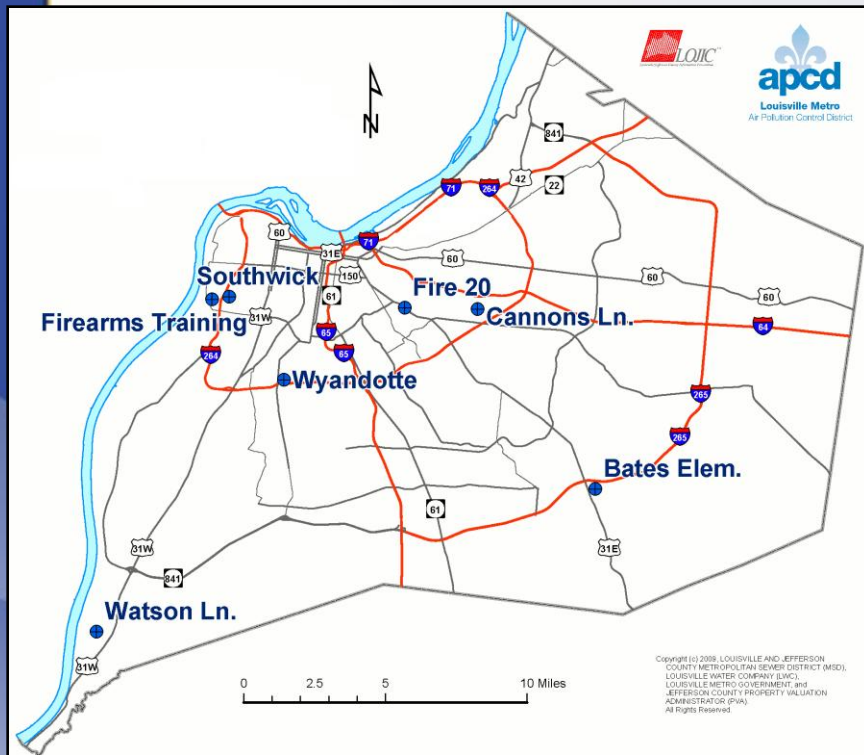 LOJIC
apcd
Louisville Metro
Air Pollution Control District
N
841
42
71
264
22
60
31E
71
60
150
60
60
Southwick
61
Fire 20
Firearms Training
31W
Cannons Ln.
65
64
264
65
Wyandotte
265
265
Bates Elem.
61
31W
31E
841
Watson Ln.
31W
0 2.5 5 10 Miles
Copyright (c) 2008, LOUISVILLE AND JEFFERSON
COUNTY METROPOLITAN SEWER DISTRICT (MSD),
LOUISVILLE WATER COMPANY (LWC),
LOUISVILLE METRO GOVERNMENT, and
JEFFERSON COUNTY PROPERTY VALUATION
ADMINISTRATOR (PVA).
All Rights Reserved.